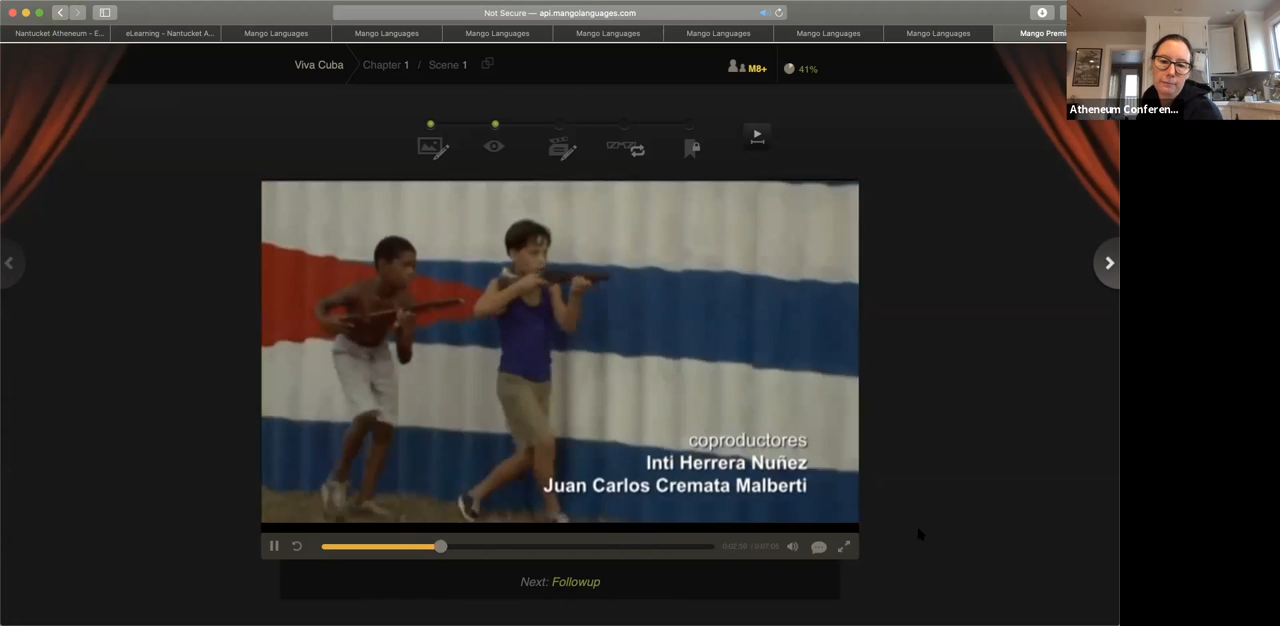 Not Secure — api.mangolanguages.com
Nantucket Atheneum - E...
eLearning - Nantucket A...
Mango Languages
Mango Languages
Mango Languages
Mango Languages
Mango Languages
Mango Languages
Mango Languages
Mango Premi
Viva Cuba
Chapter 1 / Scene 1
M8+
41%
Atheneum Conferen...
coproductores
Inti Herrera Nuñez
Juan Carlos Cremata Malberti
Next: Followup